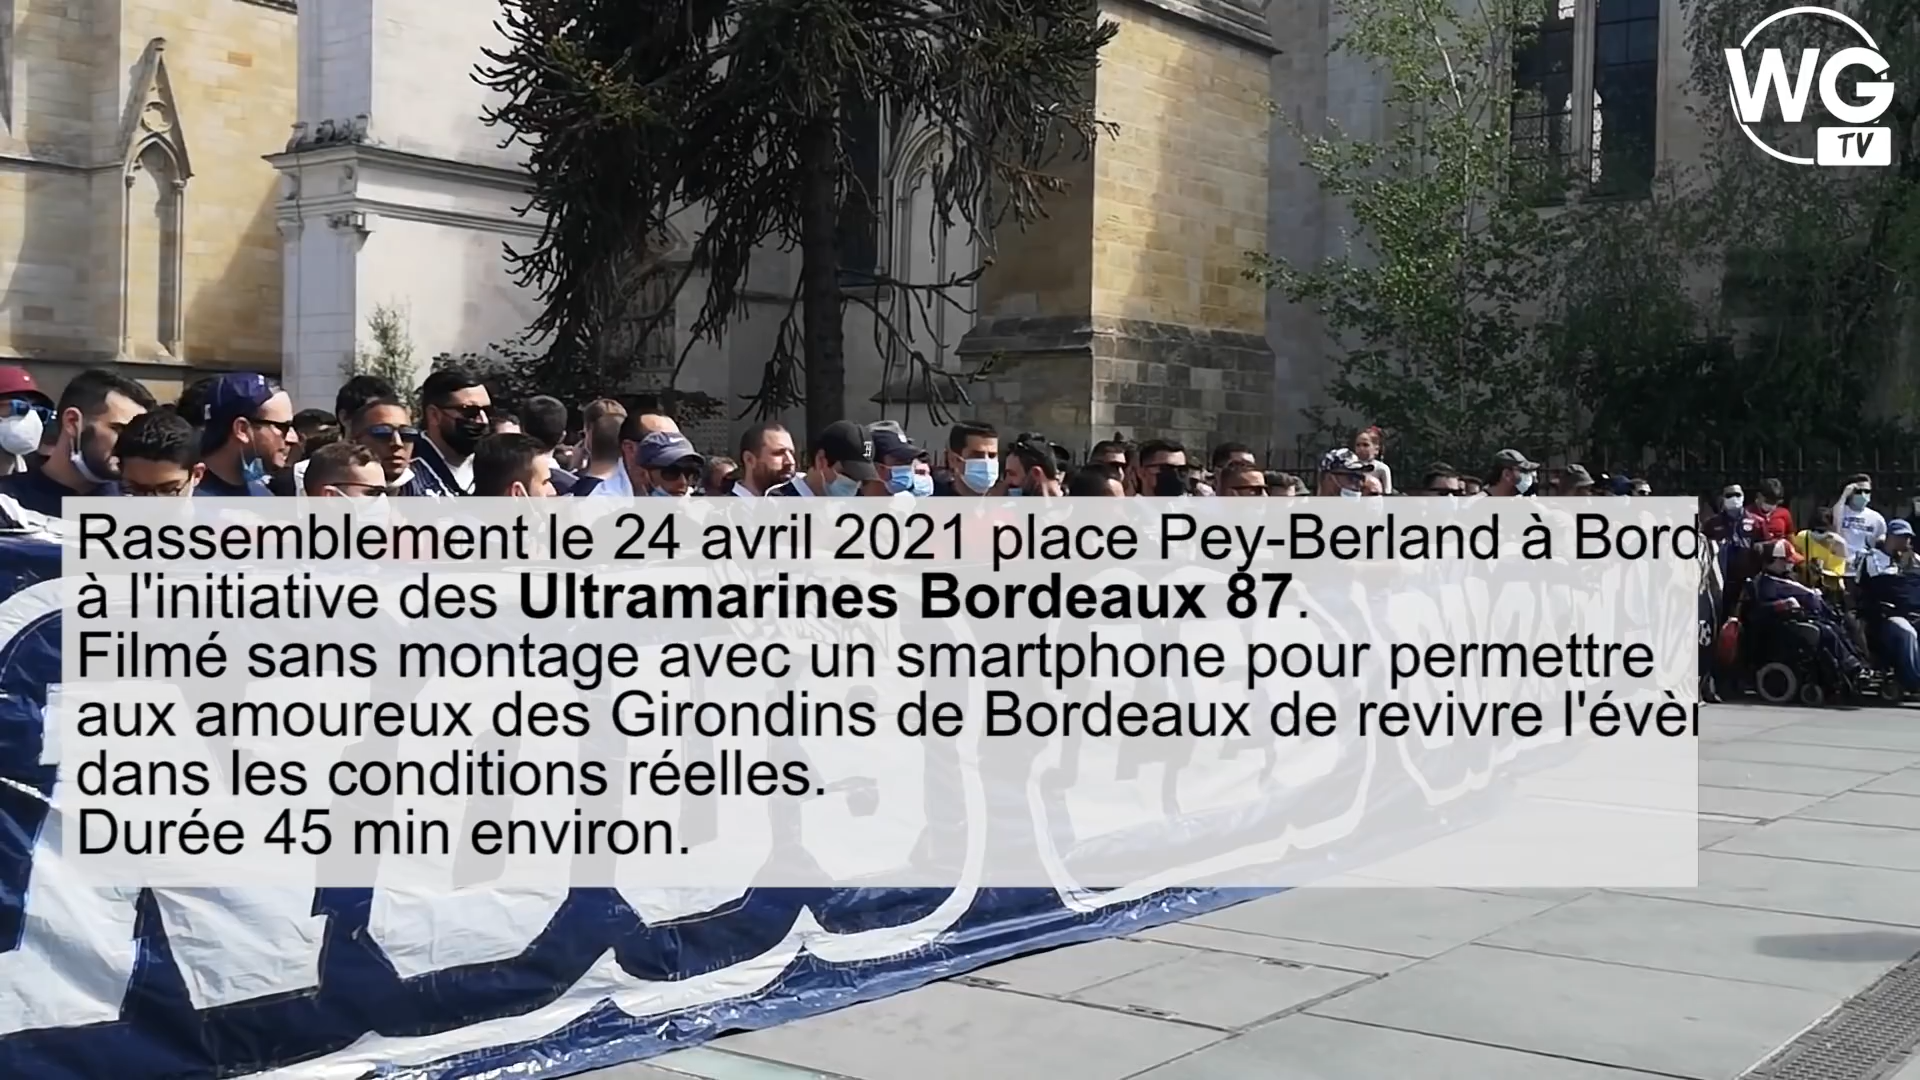 WG
TV
Rassemblement le 24 avril 2021 place Pey-Berland à Bord
à l'initiative des Ultramarines Bordeaux 87.
Filmé sans montage avec un smartphone pour permettre
aux amoureux des Girondins de Bordeaux de revivre l'évè
dans les conditions réelles.
Durée 45 min environ.
NOUS LES